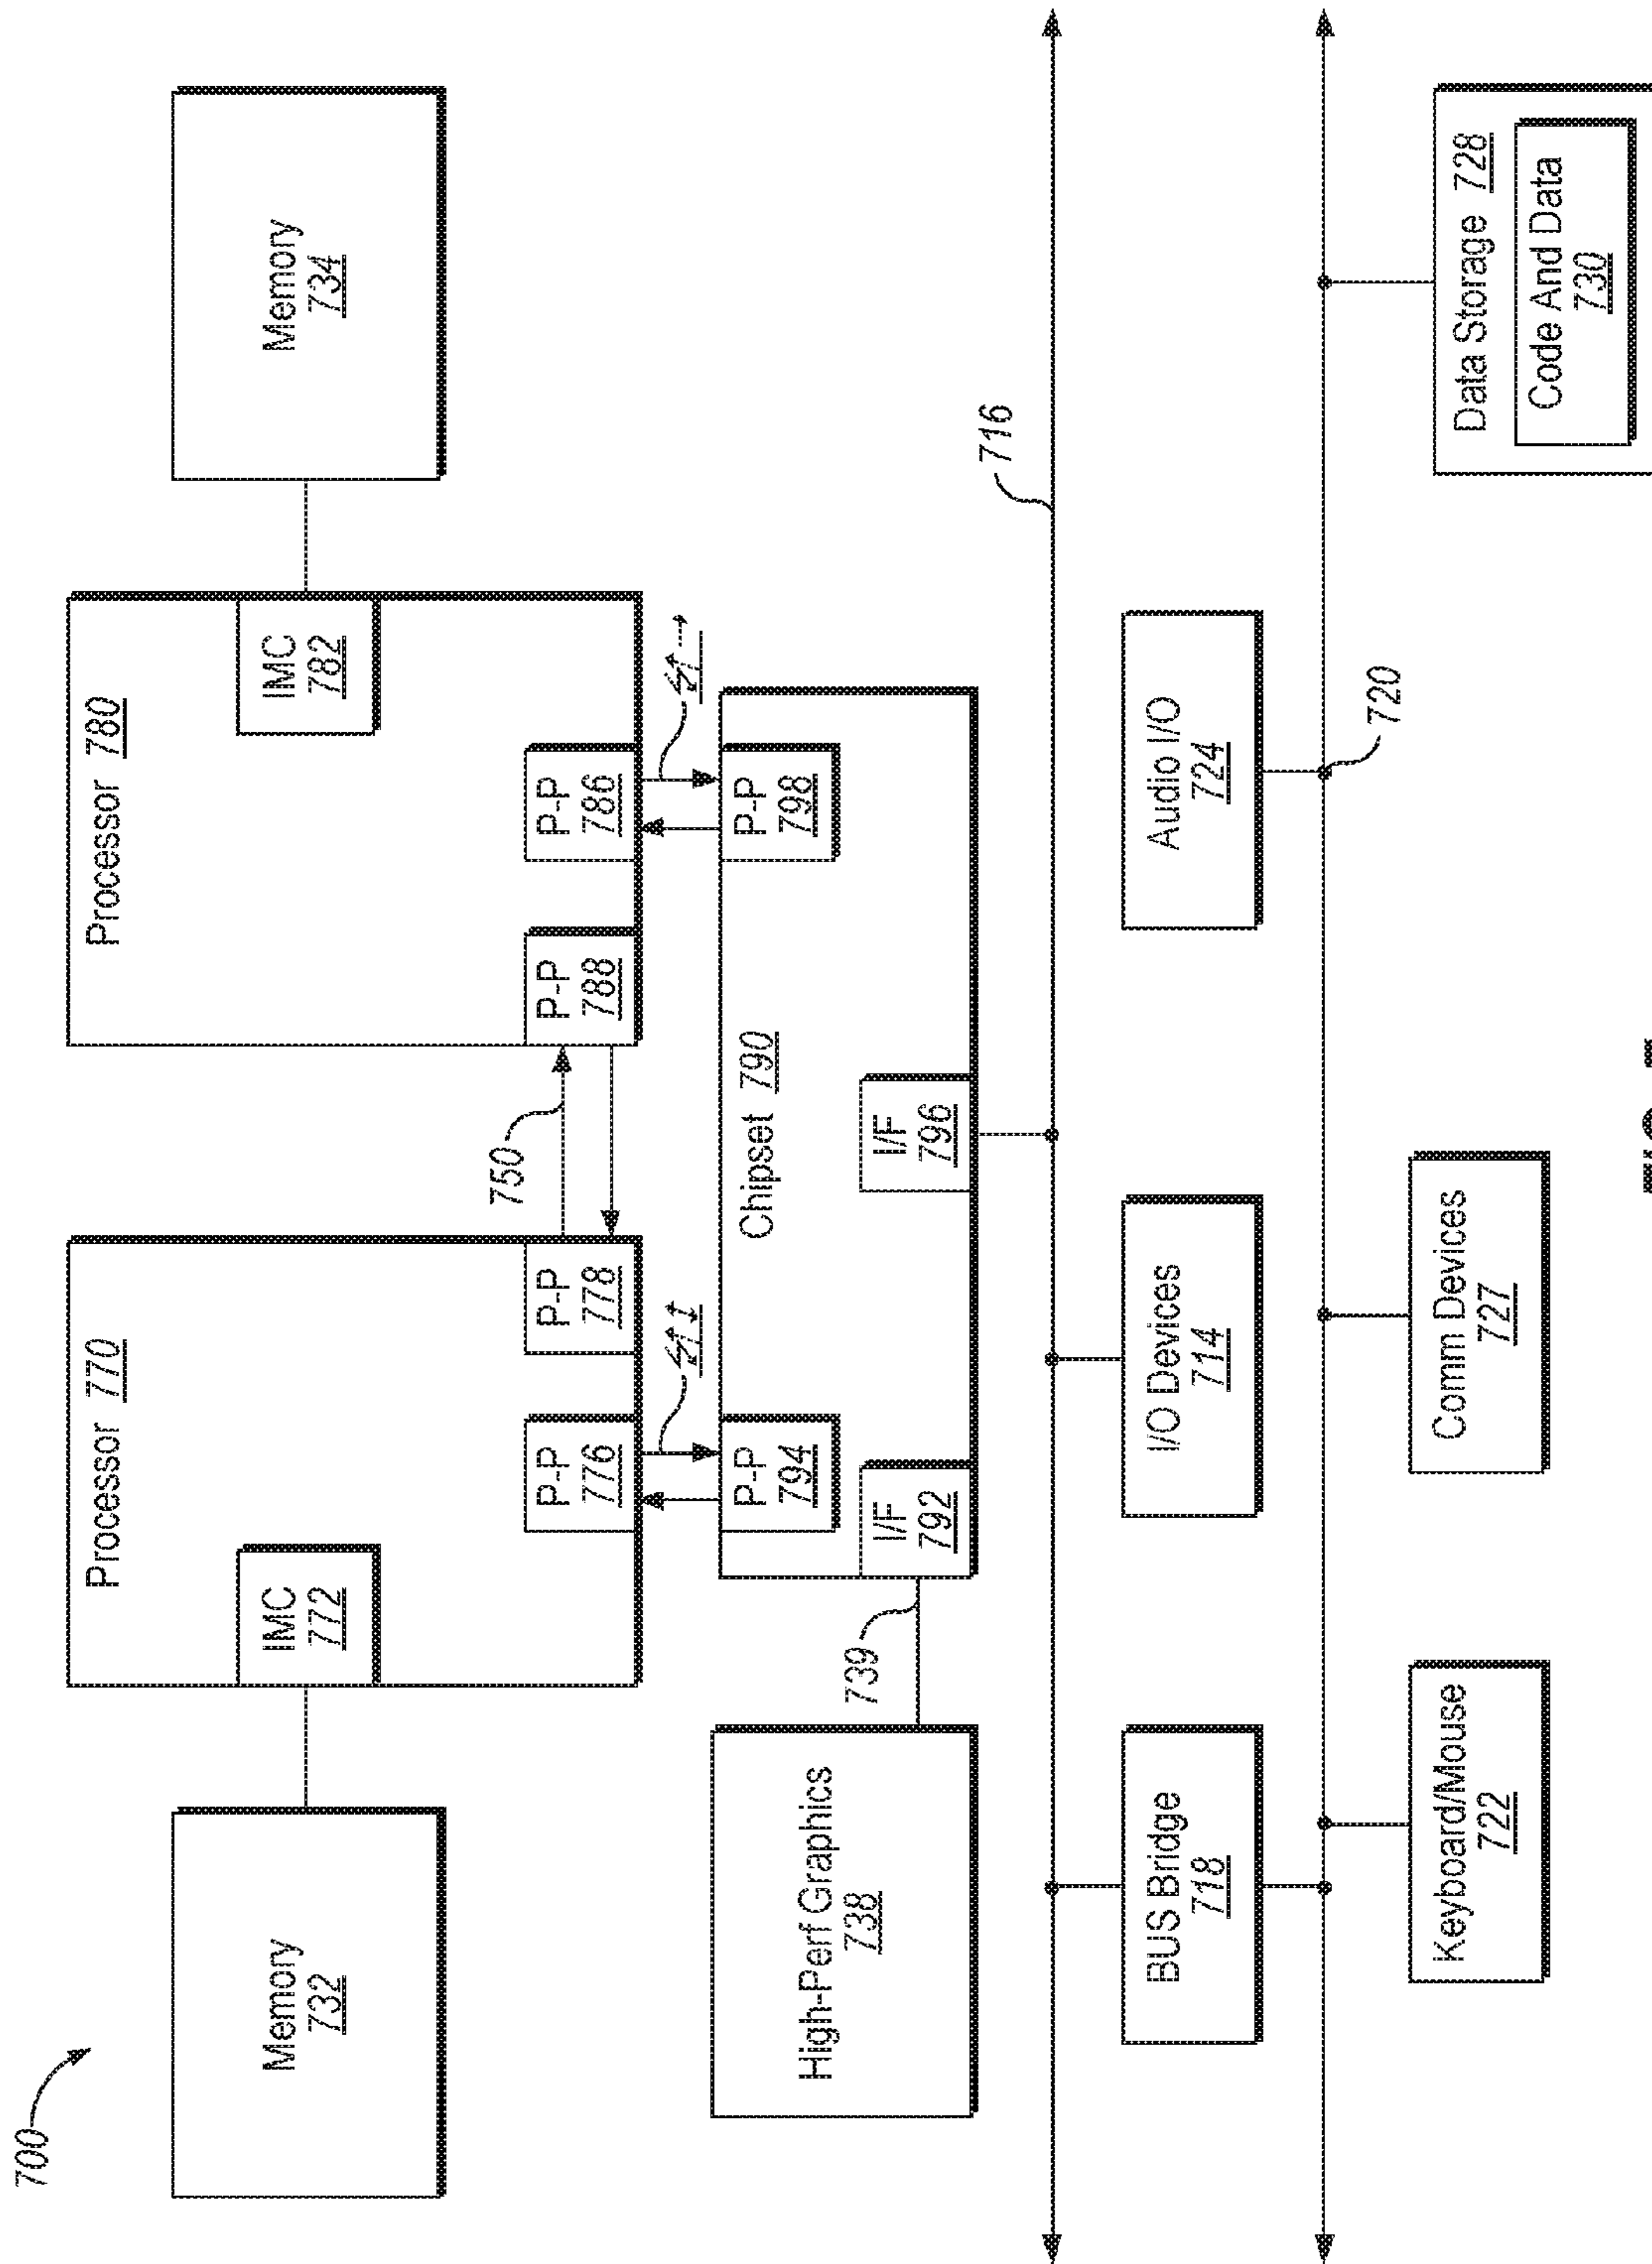 700
Memory
732
Processor 770
IMC
772
P-P
776
P-P
778
750
Processor 780
IMC
782
P-P
788
P-P
786
Memory
734
High-Perf Graphics
738
739
Chipset 790
P-P
794
P-P
798
I/F
792
I/F
796
716
BUS Bridge
718
I/O Devices
714
Audio I/O
724
720
Keyboard/Mouse
722
Comm Devices
727
Data Storage 728
Code And Data
730